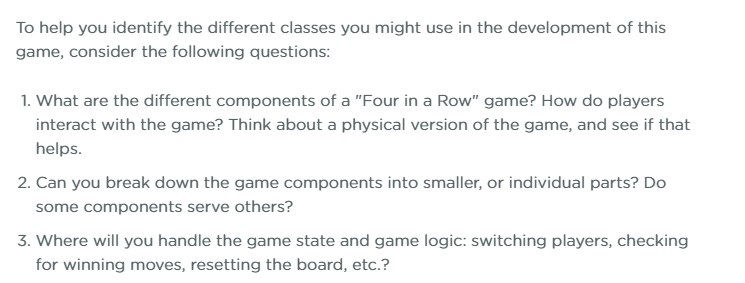 To help you identify the different classes you might use in the development of this
game, consider the following questions:
1. What are the different components of a "Four in a Row" game? How do players
interact with the game? Think about a physical version of the game, and see if that
helps.
2. Can you break down the game components into smaller, or individual parts? Do
some components serve others?
3. Where will you handle the game state and game logic: switching players, checking
for winning moves, resetting the board, etc.?